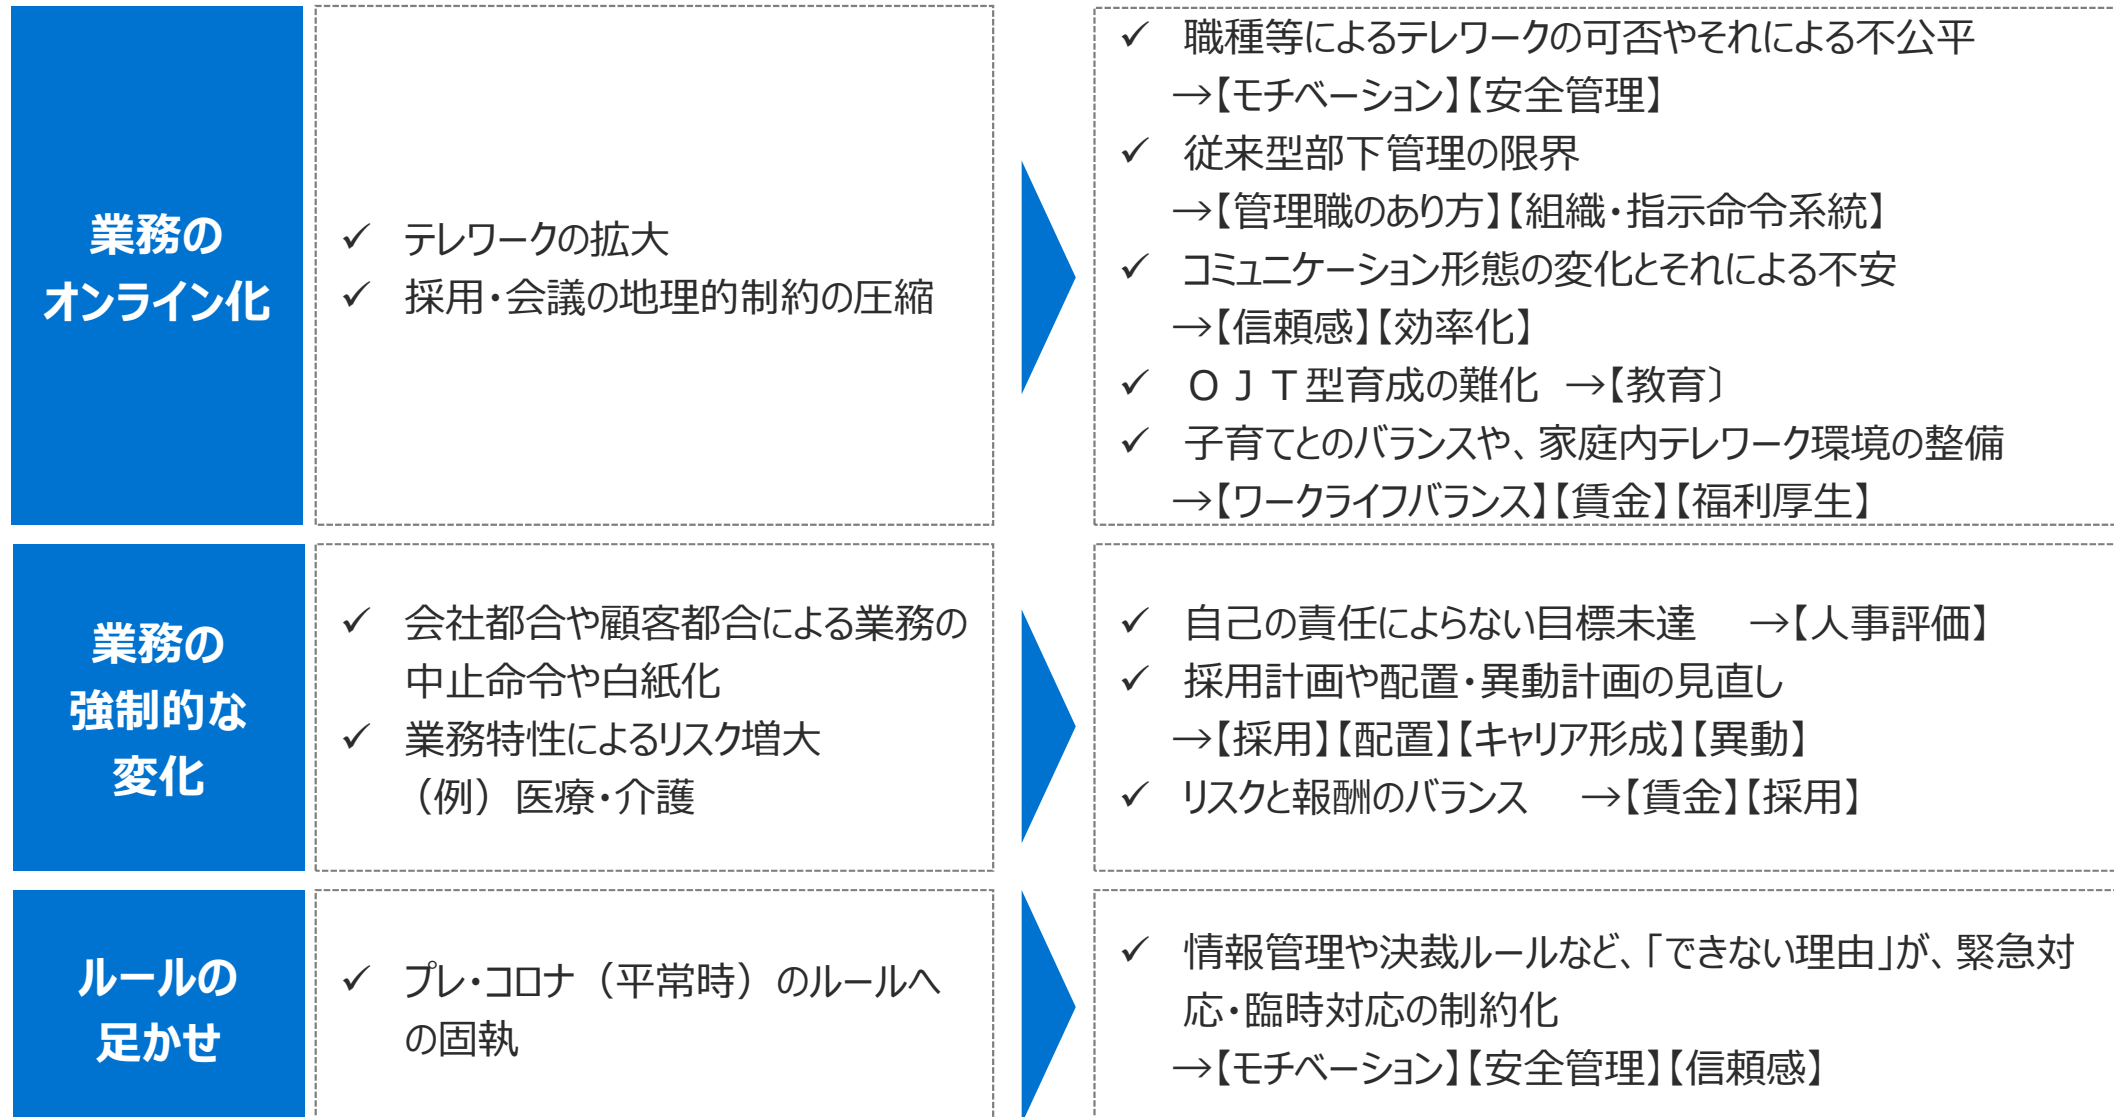 業務の
オンライン化
✓ テレワークの拡大
✓ 採用・会議の地理的制約の圧縮
✓ 職種等によるテレワークの可否やそれによる不公平
→【モチベーション】【安全管理】
✓ 従来型部下管理の限界
→【管理職のあり方】【組織・指示命令系統】
✓ コミュニケーション形態の変化とそれによる不安
→【信頼感】【効率化】
✓ ＯＪＴ型育成の難化 →【教育〕
✓ 子育てとのバランスや、家庭内テレワーク環境の整備
→【ワークライフバランス】【賃金】【福利厚生】
業務の
強制的な
変化
✓ 会社都合や顧客都合による業務の
中止命令や白紙化
✓ 業務特性によるリスク増大
（例）医療・介護
✓ 自己の責任によらない目標未達 →【人事評価】
✓ 採用計画や配置・異動計画の見直し
→【採用】【配置】【キャリア形成】【異動】
✓ リスクと報酬のバランス →【賃金】【採用】
ルールの
足かせ
✓ プレ・コロナ（平常時）のルールへ
の固執
✓ 情報管理や決裁ルールなど、「できない理由」が、緊急対
応・臨時対応の制約化
→【モチベーション】【安全管理】【信頼感】